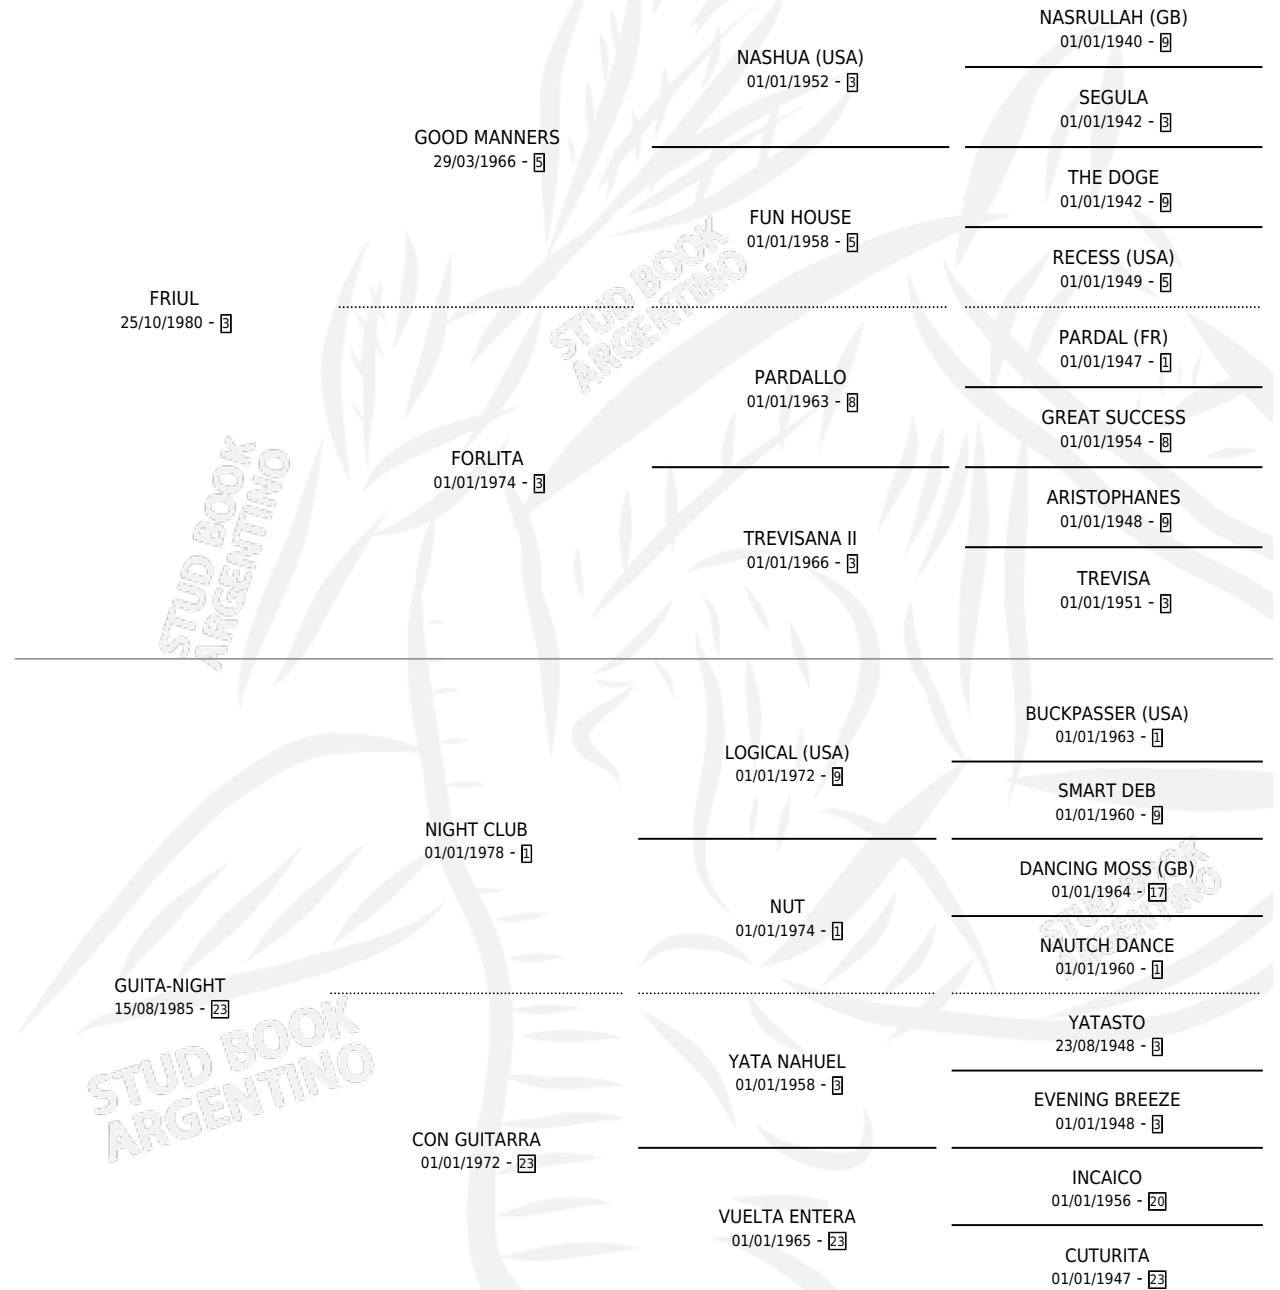 NASRULLAH (GB)
01/01/1940 - 9
NASHUA (USA)
01/01/1952 - 3
SEGULA
01/01/1942 - 3
GOOD MANNERS
29/03/1966 - 5
THE DOGE
01/01/1942 - 9
FUN HOUSE
01/01/1958 - 5
RECESS (USA)
01/01/1949 - 5
FRIUL
25/10/1980 - 3
STUD BOOK
ARGENTINO
PARDAL (FR)
01/01/1947 - 1
PARDALLO
01/01/1963 - 8
GREAT SUCCESS
01/01/1954 - 8
FORLITA
01/01/1974 - 3
ARISTOPHANES
01/01/1948 - 9
TREVISANA II
01/01/1966 - 3
TREVISA
01/01/1951 - 3
STUD BOOK
ARGENTINO
BUCKPASSER (USA)
01/01/1963 - 1
LOGICAL (USA)
01/01/1972 - 9
SMART DEB
01/01/1960 - 9
NIGHT CLUB
01/01/1978 - 1
DANCING MOSS (GB)
01/01/1964 - 17
NUT
01/01/1974 - 1
STUD BOOK
ARGENTINO
NAUTCH DANCE
01/01/1960 - 1
GUITA-NIGHT
15/08/1985 - 23
YATASTO
23/08/1948 - 3
YATA NAHUEL
01/01/1958 - 3
EVENING BREEZE
01/01/1948 - 3
STUD BOOK
ARGENTINO
CON GUITARRA
01/01/1972 - 23
INCAICO
01/01/1956 - 20
VUELTA ENTERA
01/01/1965 - 23
CUTURITA
01/01/1947 - 23